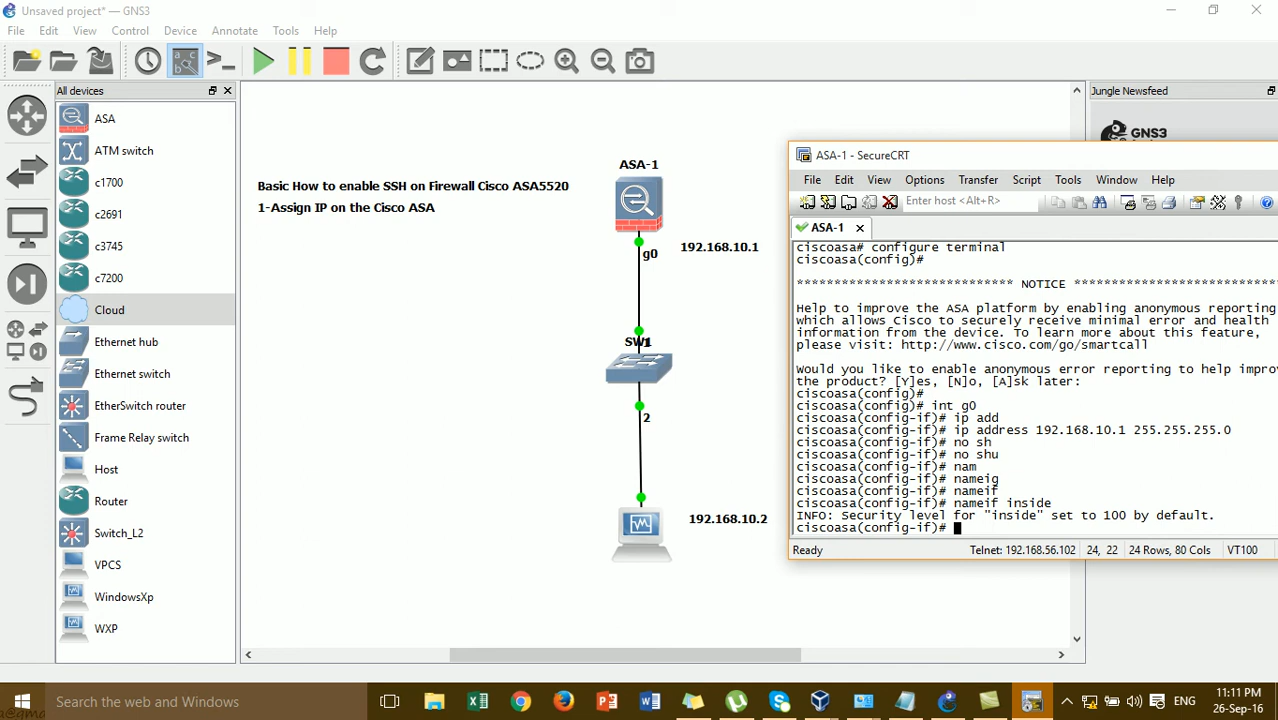 Unsaved project* — GNS3
File Edit View Control Device Annotate Tools Help
All devices
ASA
ATM switch
c1700
c2691
c3745
c7200
Cloud
Ethernet hub
Ethernet switch
EtherSwitch router
Frame Relay switch
Host
Router
Switch_L2
VPCS
WindowsXp
WXP
Basic How to enable SSH on Firewall Cisco ASA5520
1-Assign IP on the Cisco ASA
ASA-1
g0
192.168.10.1
SW1
1
2
192.168.10.2
Jungle Newsfeed
GNS3
ASA-1 - SecureCRT
File Edit View Options Transfer Script Tools Window Help
Enter host <Alt+R>
ASA-1
ciscoasa# configure terminal
ciscoasa(config)#
**************************** NOTICE ****************************
Help to improve the ASA platform by enabling anonymous reporting
which allows Cisco to securely receive minimal error and health
information from the device. To learn more about this feature,
please visit: http://www.cisco.com/go/smartcall
Would you like to enable anonymous error reporting to help impro
the product? [Y]es, [N]o, [A]sk later:
ciscoasa(config)#
ciscoasa(config)# int g0
ciscoasa(config-if)# ip add
ciscoasa(config-if)# ip address 192.168.10.1 255.255.255.0
ciscoasa(config-if)# no sh
ciscoasa(config-if)# no shu
ciscoasa(config-if)# nam
ciscoasa(config-if)# nameig
ciscoasa(config-if)# nameif
ciscoasa(config-if)# nameif inside
INFO: Security level for "inside" set to 100 by default.
ciscoasa(config-if)#
Ready Telnet: 192.168.56.102 24, 22 24 Rows, 80 Cols VT100
Search the web and Windows
ENG
11:11 PM
26-Sep-16